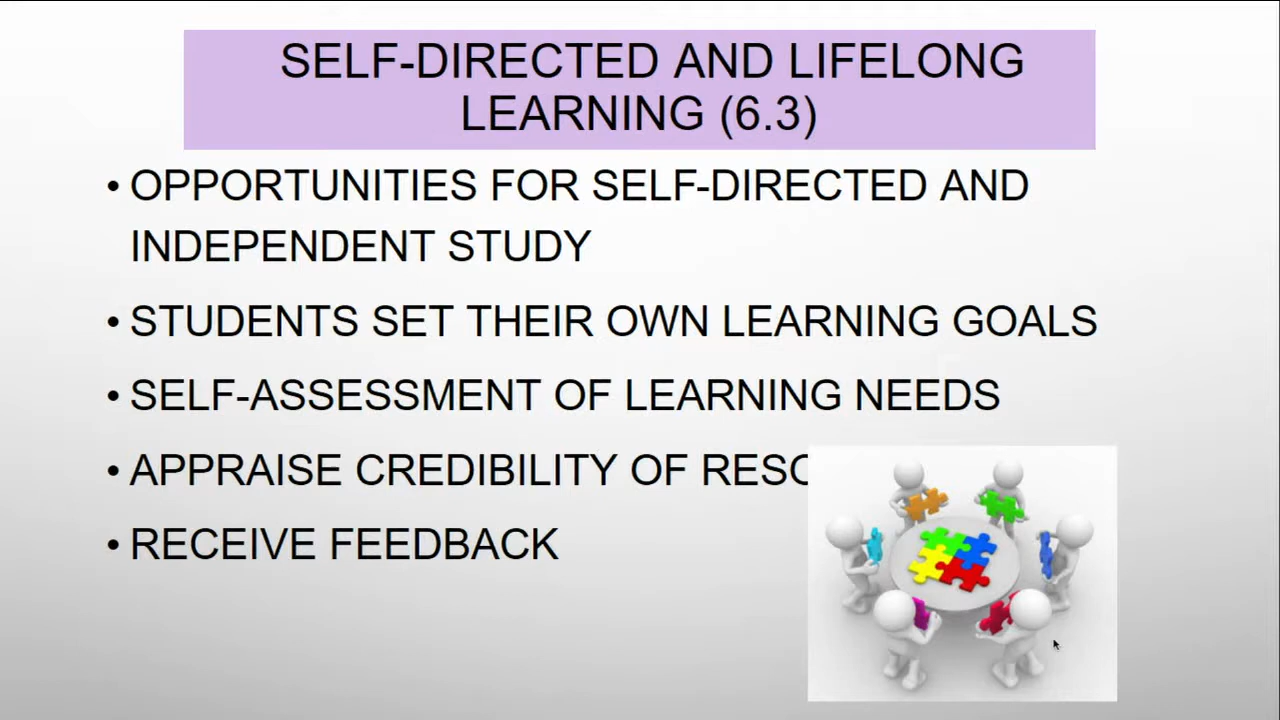 SELF-DIRECTED AND LIFELONG
LEARNING (6.3)
• OPPORTUNITIES FOR SELF-DIRECTED AND
INDEPENDENT STUDY
• STUDENTS SET THEIR OWN LEARNING GOALS
• SELF-ASSESSMENT OF LEARNING NEEDS
• APPRAISE CREDIBILITY OF
• RECEIVE FEEDBACK